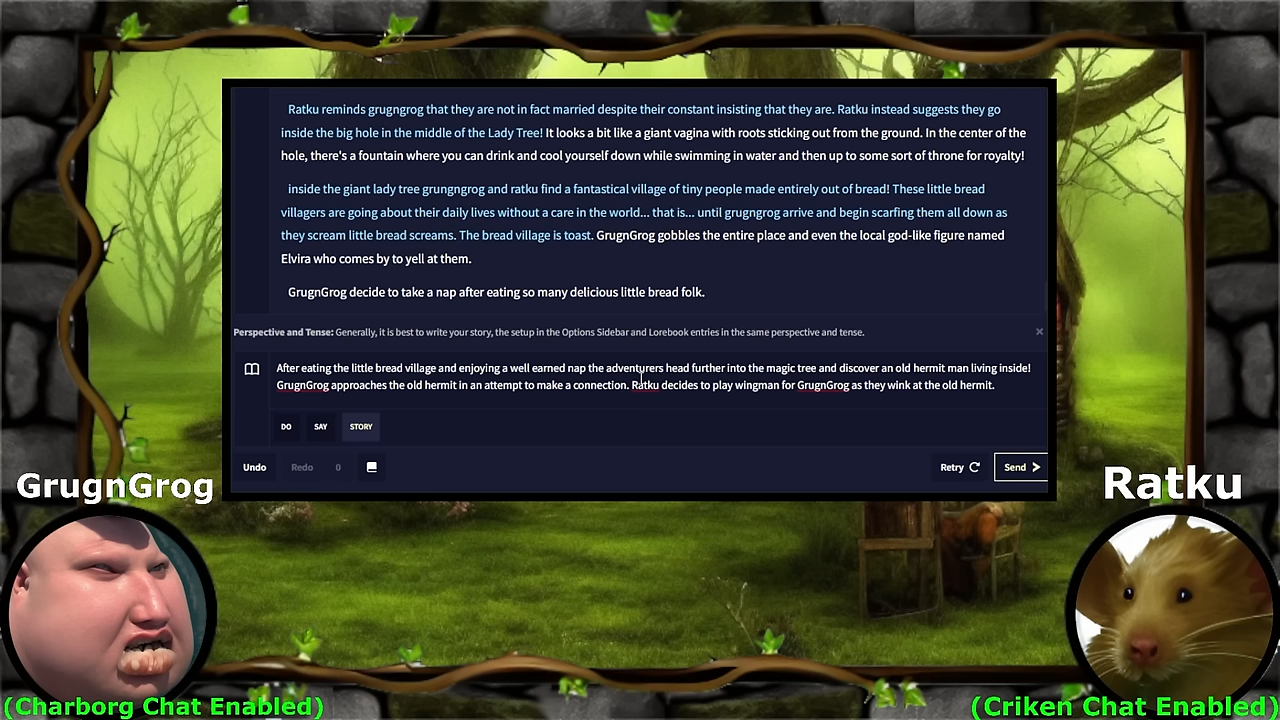 Ratku reminds grugngrog that they are not in fact married despite their constant insisting that they are. Ratku instead suggests they go
inside the big hole in the middle of the Lady Tree! It looks a bit like a giant vagina with roots sticking out from the ground. In the center of the
hole, there's a fountain where you can drink and cool yourself down while swimming in water and then up to some sort of throne for royalty!
inside the giant lady tree grungngrog and ratku find a fantastical village of tiny people made entirely out of bread! These little bread
villagers are going about their daily lives without a care in the world... that is... until grugngrog arrive and begin scarfing them all down as
they scream little bread screams. The bread village is toast. GrugnGrog gobbles the entire place and even the local god-like figure named
Elvira who comes by to yell at them.
GrugnGrog decide to take a nap after eating so many delicious little bread folk.
Perspective and Tense: Generally, it is best to write your story, the setup in the Options Sidebar and Lorebook entries in the same perspective and tense.
After eating the little bread village and enjoying a well earned nap the adventurers head further into the magic tree and discover an old hermit man living inside!
GrugnGrog approaches the old hermit in an attempt to make a connection. Ratku decides to play wingman for GrugnGrog as they wink at the old hermit.
DO SAY STORY
Undo Redo 0 Retry Send
GrugnGrog
Ratku
(Charborg Chat Enabled)
(Criken Chat Enabled)